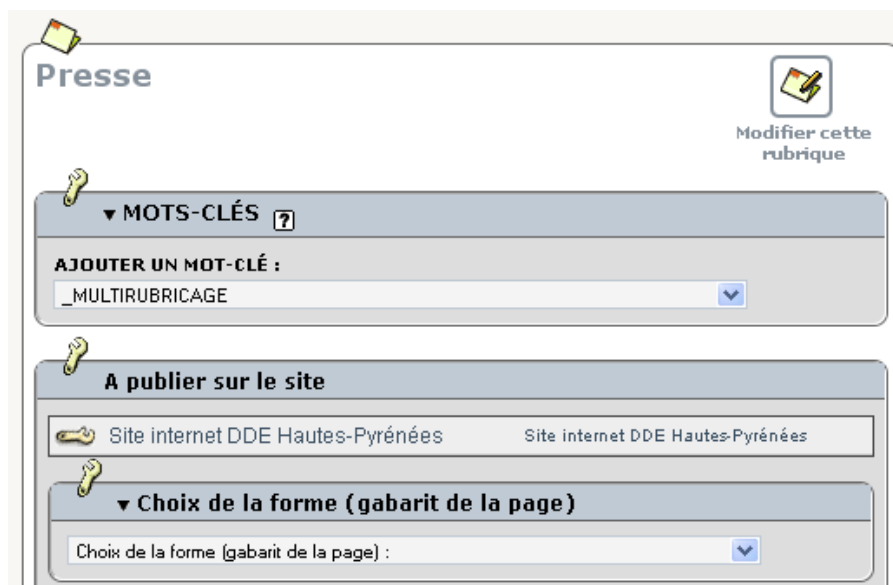 Presse
Modifier cette
rubrique
▼ MOTS-CLÉS ?
AJOUTER UN MOT-CLÉ :
_MULTIRUBRICAGE
A publier sur le site
Site internet DDE Hautes-Pyrénées Site internet DDE Hautes-Pyrénées
▼ Choix de la forme (gabarit de la page)
Choix de la forme (gabarit de la page) :